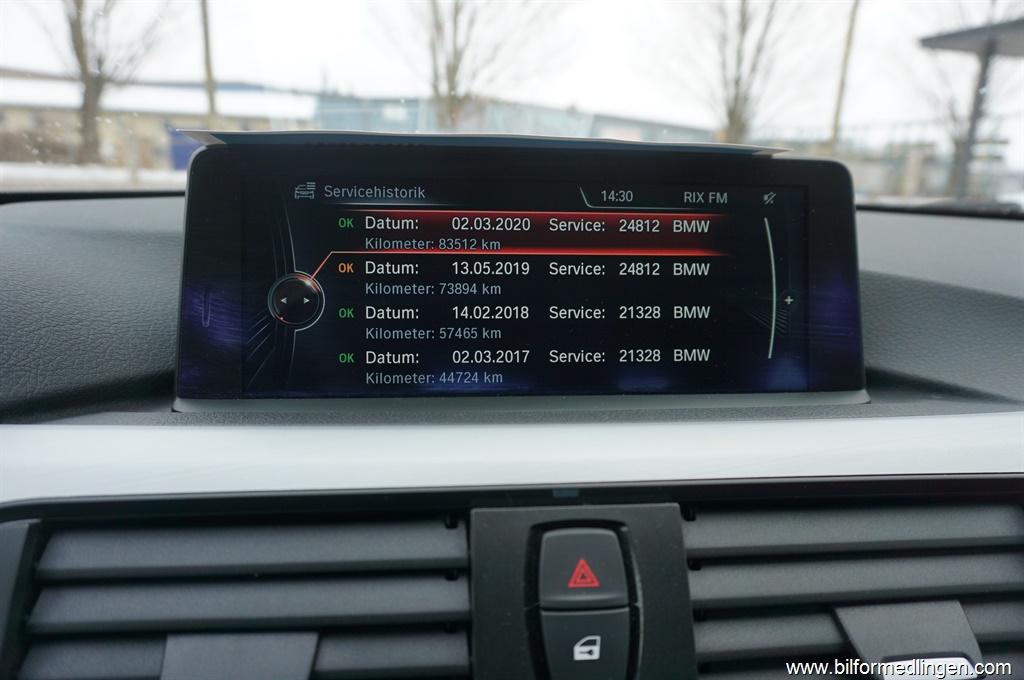 Servicehistorik 14:30 RIX FM
OK Datum: 02.03.2020 Service: 24812 BMW
Kilometer: 83512 km
OK Datum: 13.05.2019 Service: 24812 BMW
Kilometer: 73894 km
OK Datum: 14.02.2018 Service: 21328 BMW
Kilometer: 57465 km
OK Datum: 02.03.2017 Service: 21328 BMW
Kilometer: 44724 km
www.bilformedlingen.com